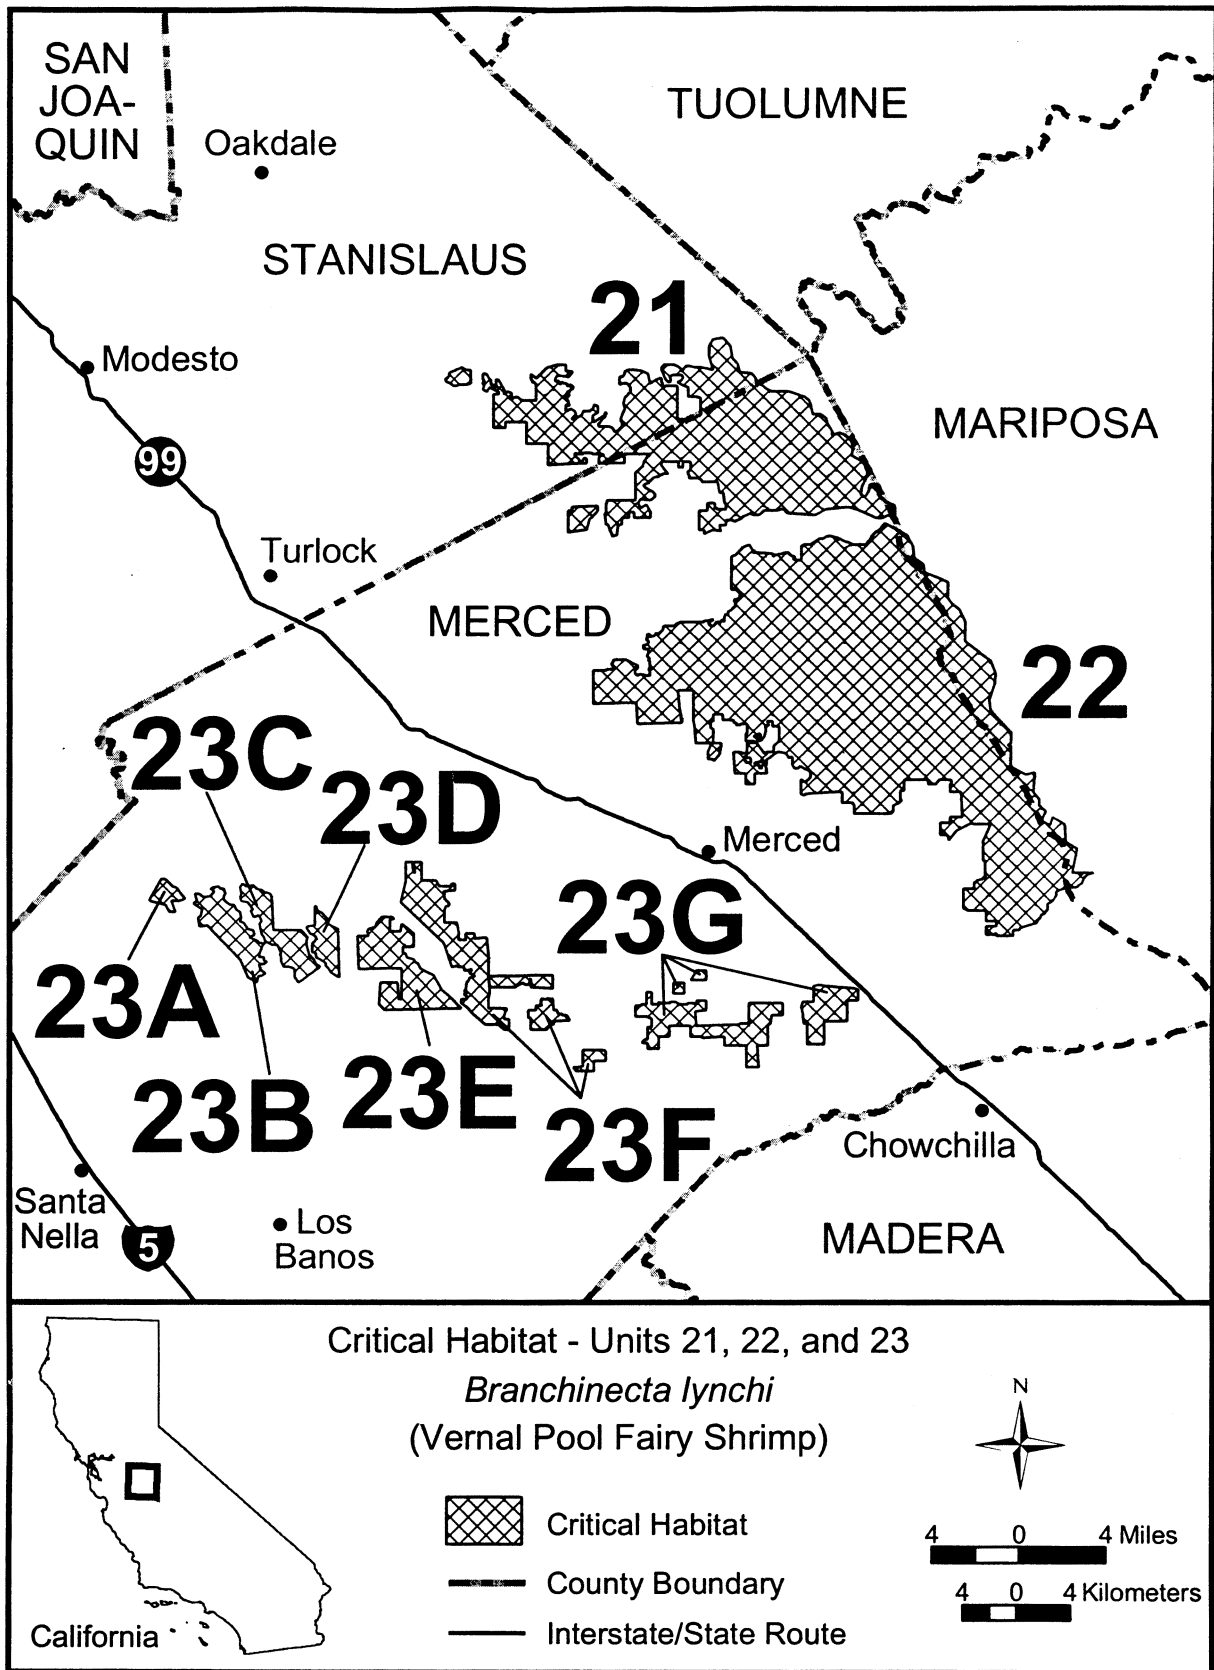 SAN
JOA-
QUIN
Oakdale
TUOLUMNE
STANISLAUS
21
Modesto
MARIPOSA
99
Turlock
MERCED
22
23C
23D
Merced
23G
23A
23B
23E
23F
Chowchilla
Santa
Nella
5
Los
Banos
MADERA
Critical Habitat - Units 21, 22, and 23
Branchinecta lynchi
(Vernal Pool Fairy Shrimp)
N
Critical Habitat
4 0 4 Miles
County Boundary
4 0 4 Kilometers
Interstate/State Route
California